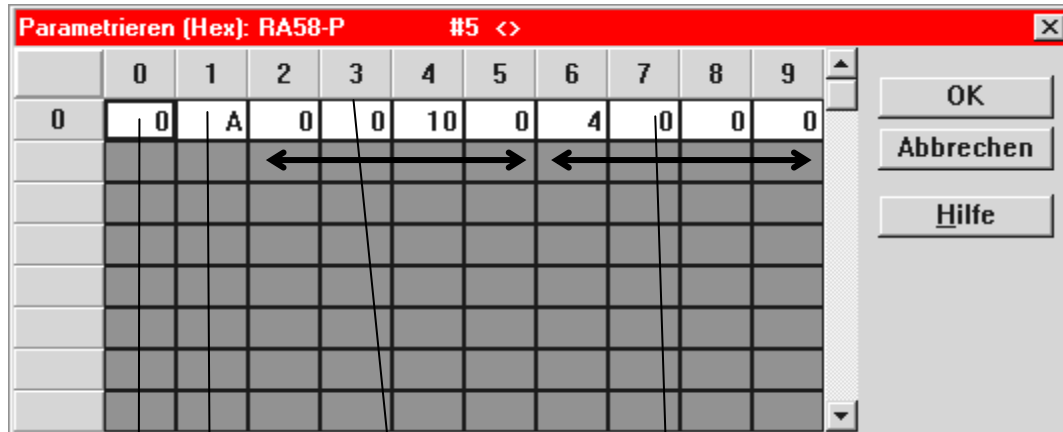 Parametrieren (Hex): RA58-P #5 <>
0 1 2 3 4 5 6 7 8 9
0 0 A 0 0 10 0 4 0 0 0
OK
Abbrechen
Hilfe